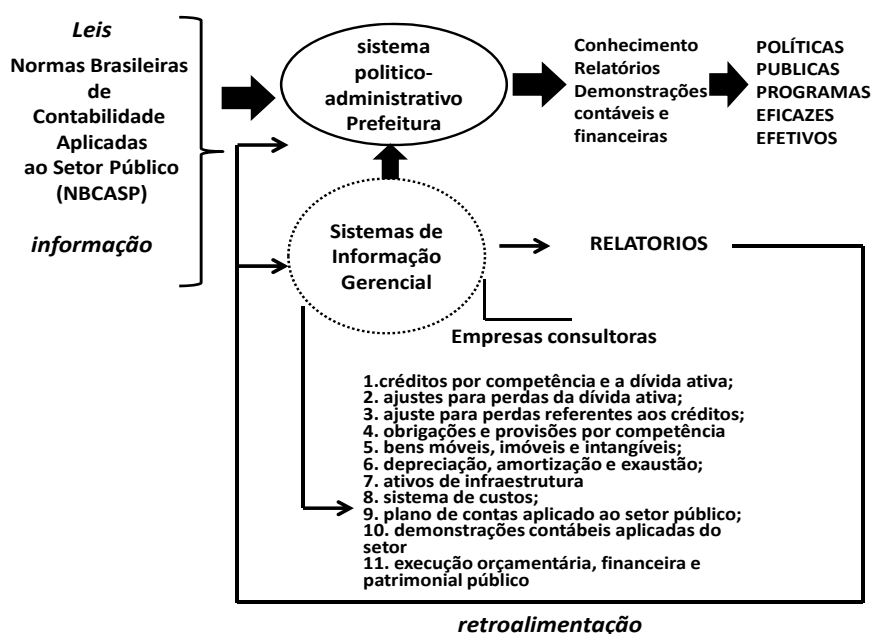 Leis
Normas Brasileiras
de
Contabilidade
Aplicadas
ao Setor Público
(NBCASP)
informação
sistema
politico-
administrativo
Prefeitura
Conhecimento
Relatórios
Demonstrações
contáveis e
financeiras
POLÍTICAS
PUBLICAS
PROGRAMAS
EFICAZES
EFETIVOS
Sistemas de
Informação
Gerencial
RELATORIOS
Empresas consultoras
1.créditos por competência e a dívida ativa;
2. ajustes para perdas da dívida ativa;
3. ajuste para perdas referentes aos créditos;
4. obrigações e provisões por competência
5. bens móveis, imóveis e intangíveis;
6. depreciação, amortização e exaustão;
7. ativos de infraestrutura
8. sistema de custos;
9. plano de contas aplicado ao setor público;
10. demonstrações contábeis aplicadas do
setor
11. execução orçamentária, financeira e
patrimonial público
retroalimentação